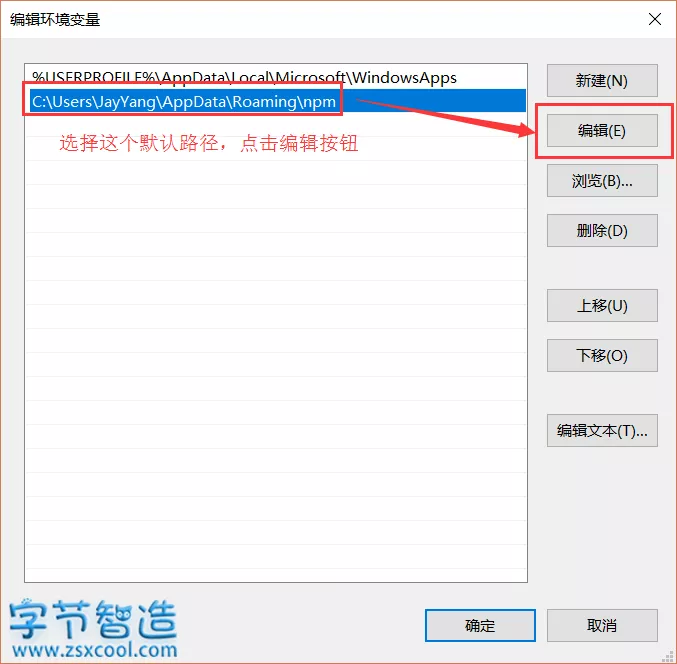 编辑环境变量
%USERPROFILE%\AppData\Local\Microsoft\WindowsApps
新建(N)
C:\Users\JayYang\AppData\Roaming\npm
编辑(E)
选择这个默认路径，点击编辑按钮
浏览(B)...
删除(D)
上移(U)
下移(O)
编辑文本(T)...
字节智造
www.zsxcool.com
确定
取消